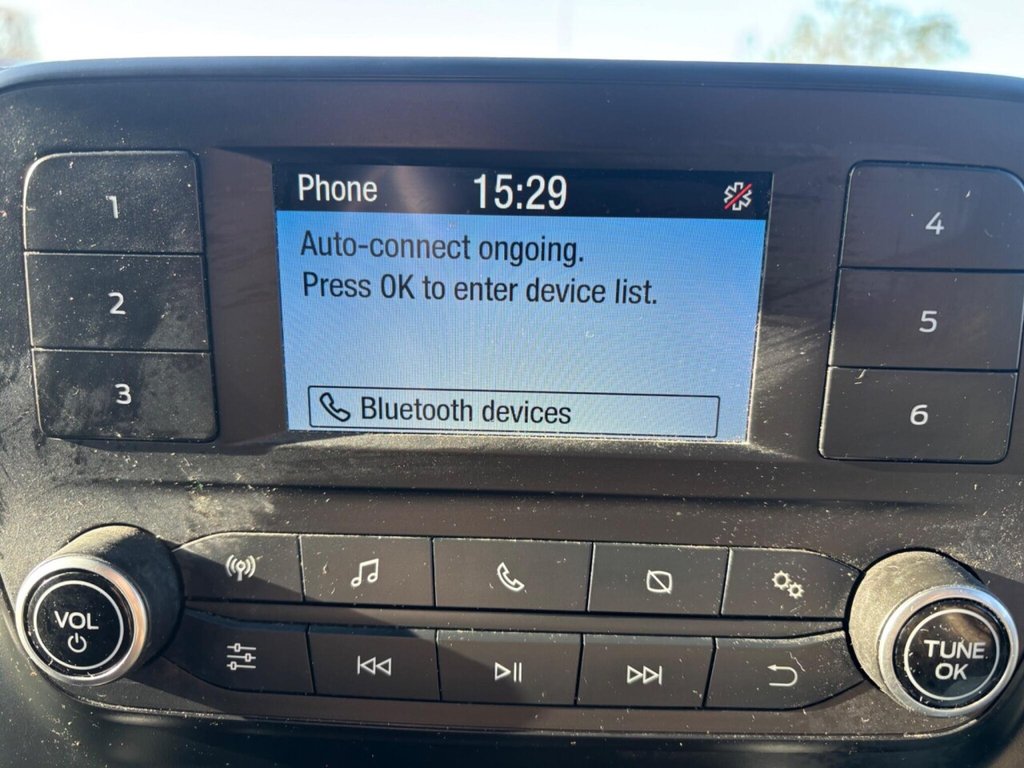 Phone 15:29
Auto-connect ongoing.
Press OK to enter device list.
Bluetooth devices
1
2
3
4
5
6
VOL
TUNE
OK